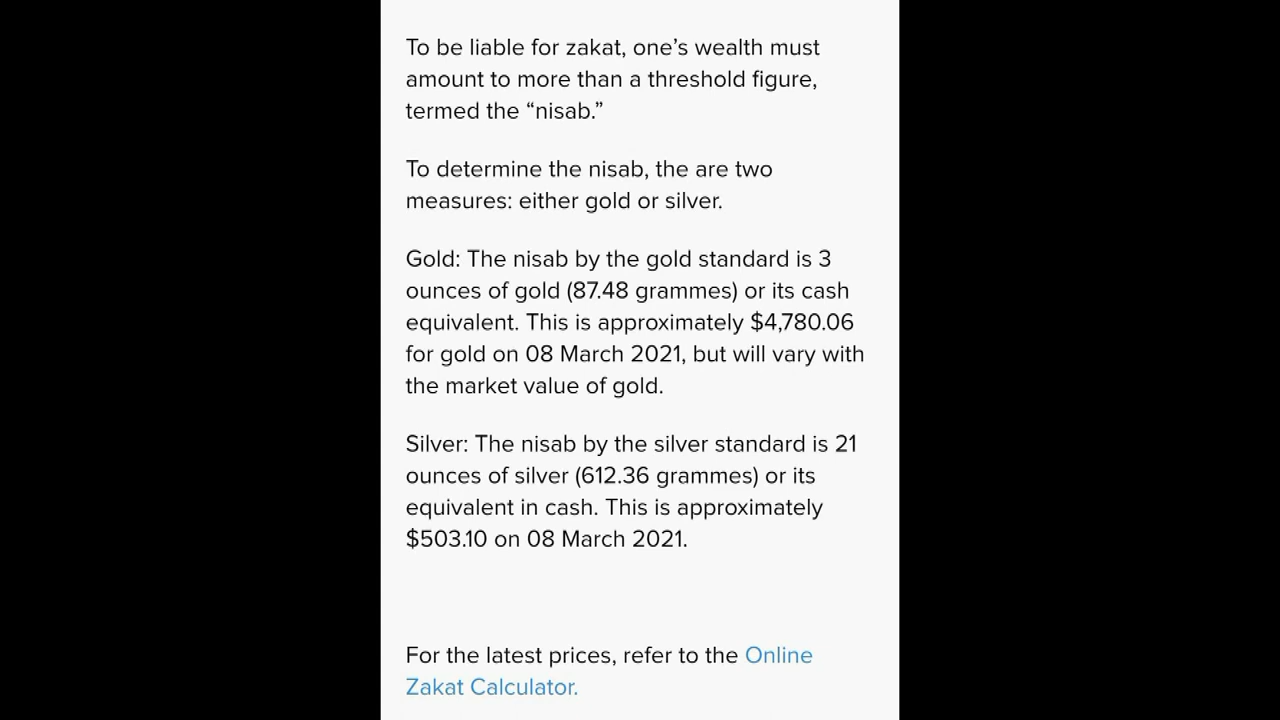 To be liable for zakat, one’s wealth must
amount to more than a threshold figure,
termed the “nisab.”
To determine the nisab, the are two
measures: either gold or silver.
Gold: The nisab by the gold standard is 3
ounces of gold (87.48 grammes) or its cash
equivalent. This is approximately $4,780.06
for gold on 08 March 2021, but will vary with
the market value of gold.
Silver: The nisab by the silver standard is 21
ounces of silver (612.36 grammes) or its
equivalent in cash. This is approximately
$503.10 on 08 March 2021.
For the latest prices, refer to the Online
Zakat Calculator.